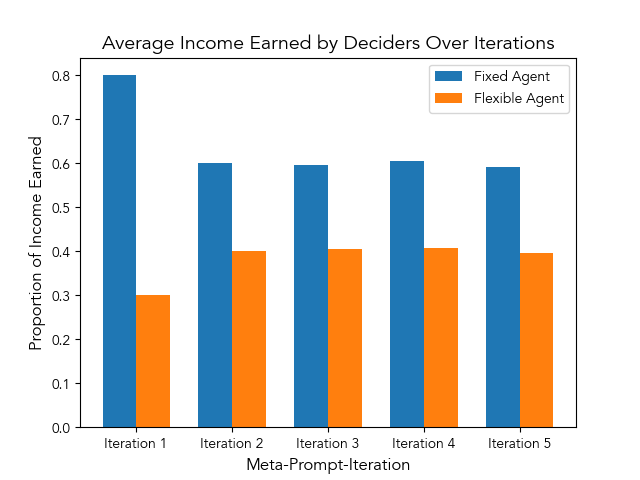 Average Income Earned by Deciders Over Iterations
Fixed Agent
Flexible Agent
Proportion of Income Earned
0.8
0.7
0.6
0.5
0.4
0.3
0.2
0.1
0.0
Iteration 1
Iteration 2
Iteration 3
Iteration 4
Iteration 5
Meta-Prompt-Iteration